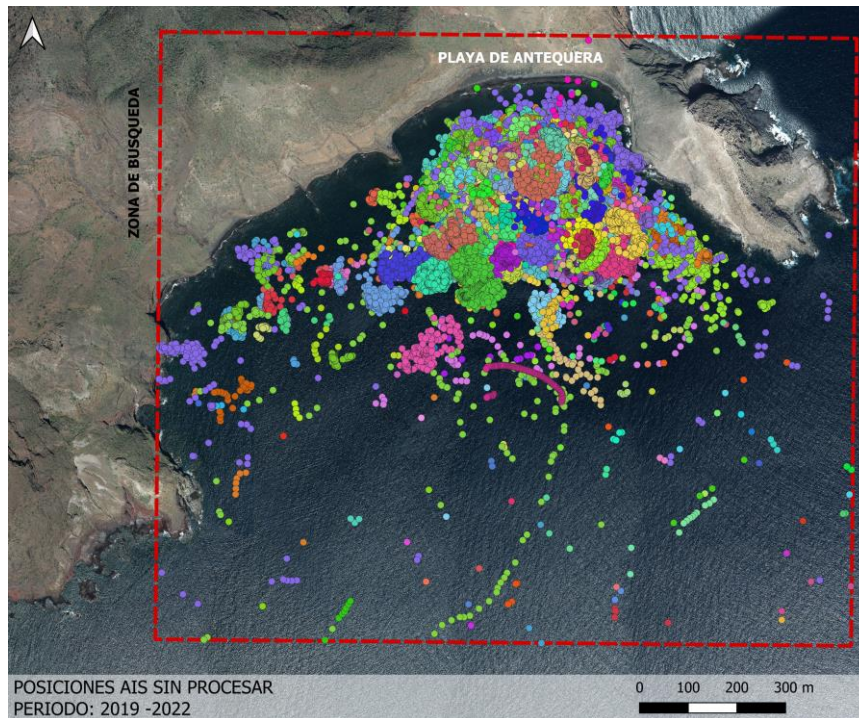 PLAYA DE ANTEQUERA
ZONA DE BUSQUEDA
POSICIONES AIS SIN PROCESAR
PERIODO: 2019 -2022
0 100 200 300 m